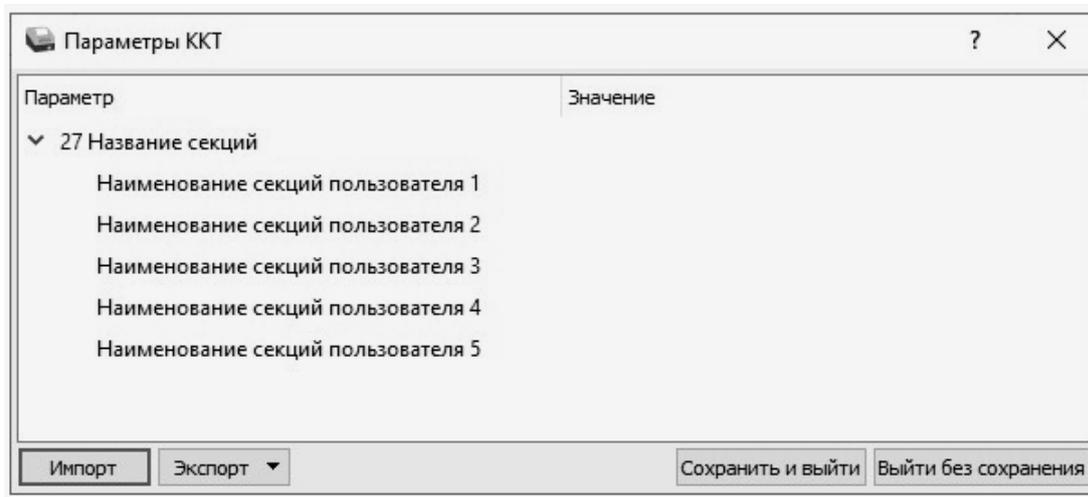 Параметры ККТ ?
Параметр Значение
27 Название секций
Наименование секций пользователя 1
Наименование секций пользователя 2
Наименование секций пользователя 3
Наименование секций пользователя 4
Наименование секций пользователя 5
Импорт Экспорт Сохранить и выйти Выйти без сохранения